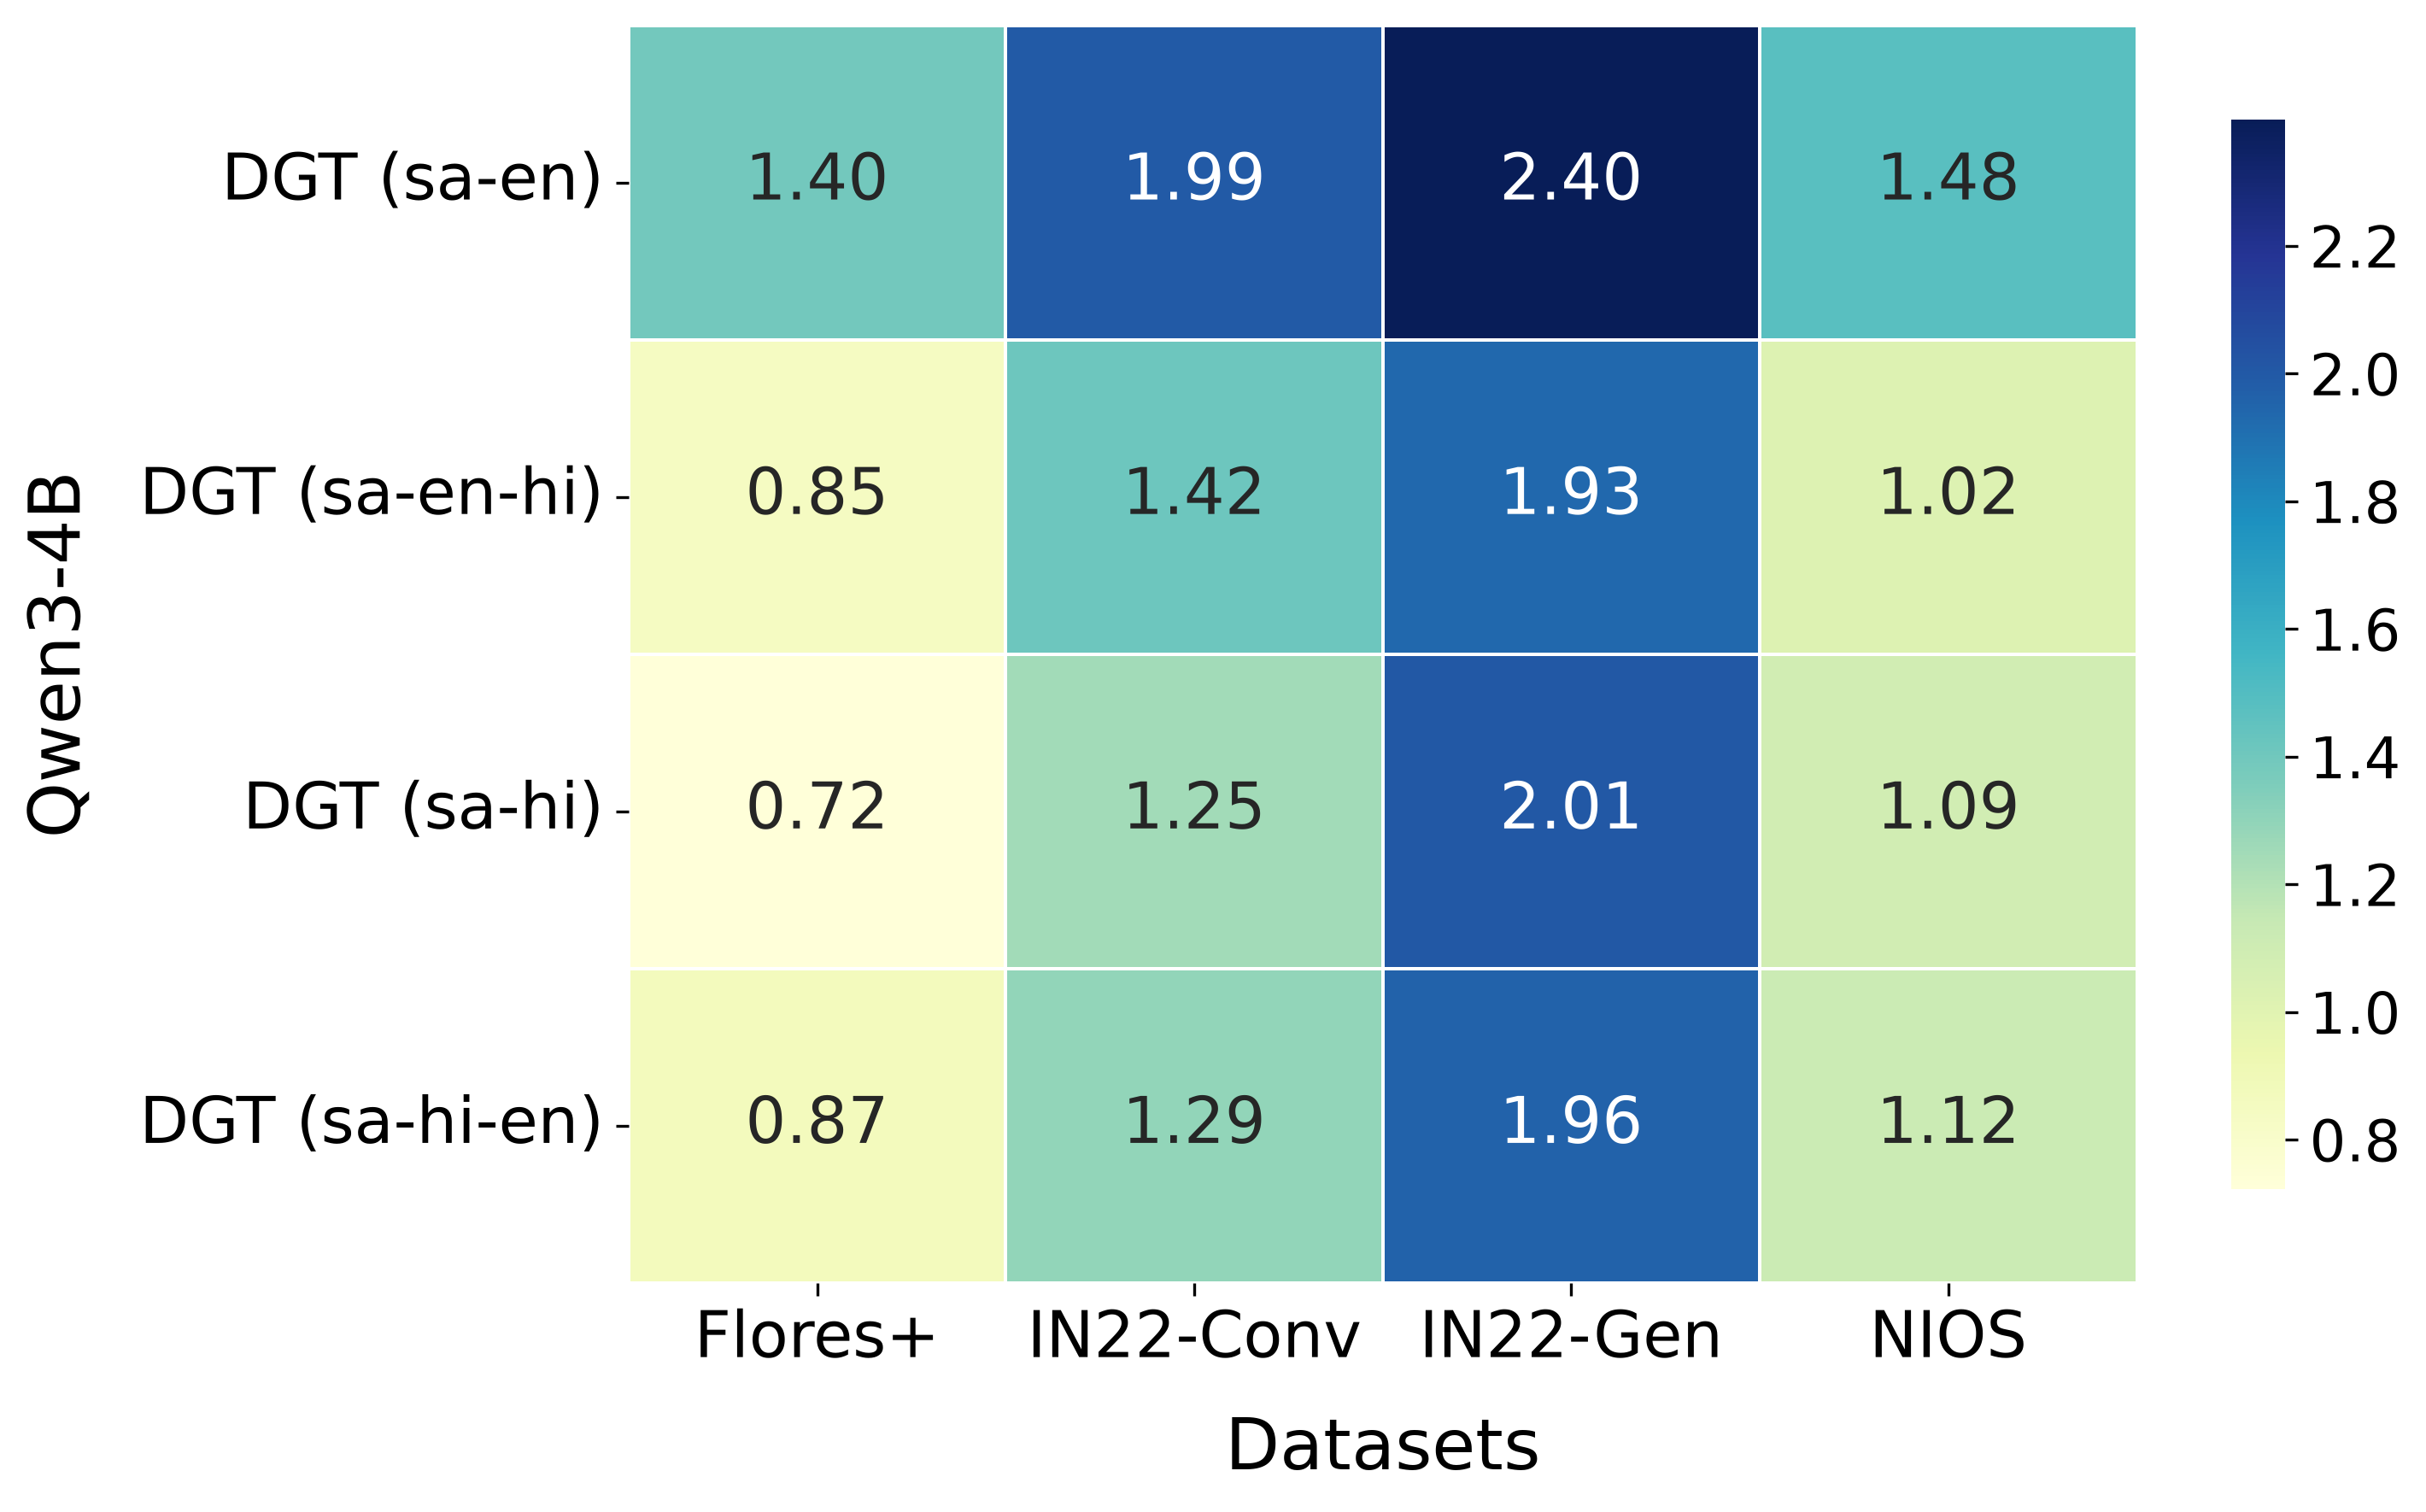 Qwen3-4B
DGT (sa-en) 1.40 1.99 2.40 1.48
DGT (sa-en-hi) 0.85 1.42 1.93 1.02
DGT (sa-hi) 0.72 1.25 2.01 1.09
DGT (sa-hi-en) 0.87 1.29 1.96 1.12
Flores+ IN22-Conv IN22-Gen NIOS
Datasets
2.2
2.0
1.8
1.6
1.4
1.2
1.0
0.8